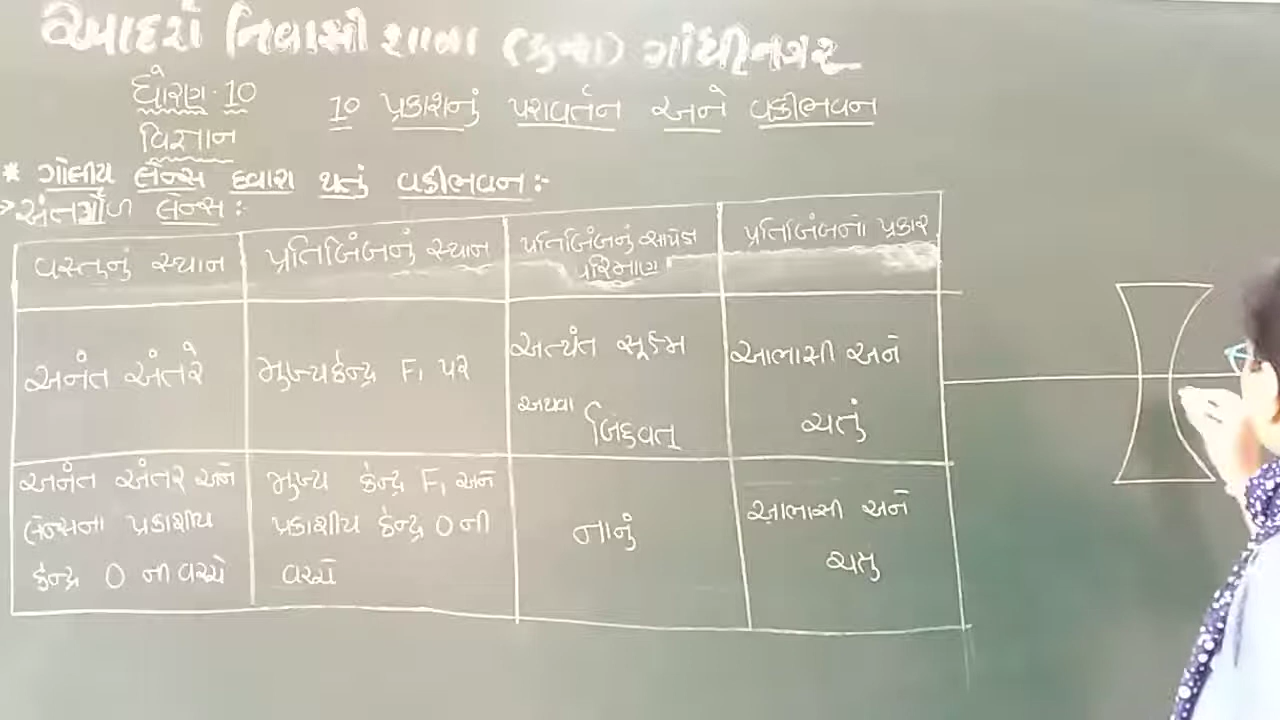 આદર્શ નિવાસી શાળા (કન્યા) ગાંધીનગર
ધોરણ-10
10 પ્રકાશનું પરાવર્તન અને વક્રીભવન
વિજ્ઞાન
* ગોલીય લેન્સ દ્વારા થતું વક્રીભવન :-
→ અંતર્ગોળ લેન્સ :
વસ્તુનું સ્થાન
પ્રતિબિંબનું સ્થાન
પ્રતિબિંબનું સાપેક્ષ
પરિમાણ
પ્રતિબિંબનો પ્રકાર
અનંત અંતરે
મુખ્યકેન્દ્ર F₁ પર
અત્યંત સૂક્ષ્મ
અથવા બિંદુવત્
આભાસી અને
ચતું
અનંત અંતરે અને
લેન્સના પ્રકાશીય
કેન્દ્ર O ની વચ્ચે
મુખ્ય કેન્દ્ર F₁ અને
પ્રકાશીય કેન્દ્ર O ની
વચ્ચે
નાનું
આભાસી અને
ચતુ